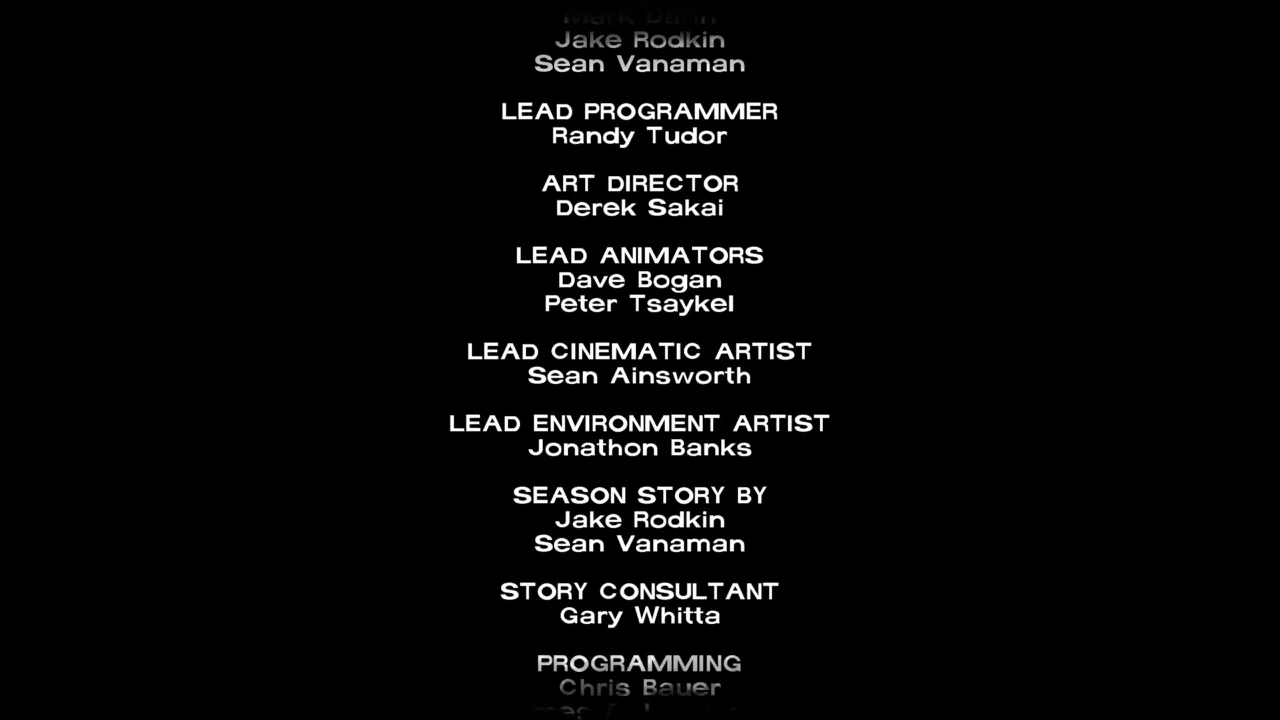 Mark Darin
Jake Rodkin
Sean Vanaman
LEAD PROGRAMMER
Randy Tudor
ART DIRECTOR
Derek Sakai
LEAD ANIMATORS
Dave Bogan
Peter Tsaykel
LEAD CINEMATIC ARTIST
Sean Ainsworth
LEAD ENVIRONMENT ARTIST
Jonathon Banks
SEASON STORY BY
Jake Rodkin
Sean Vanaman
STORY CONSULTANT
Gary Whitta
PROGRAMMING
Chris Bauer